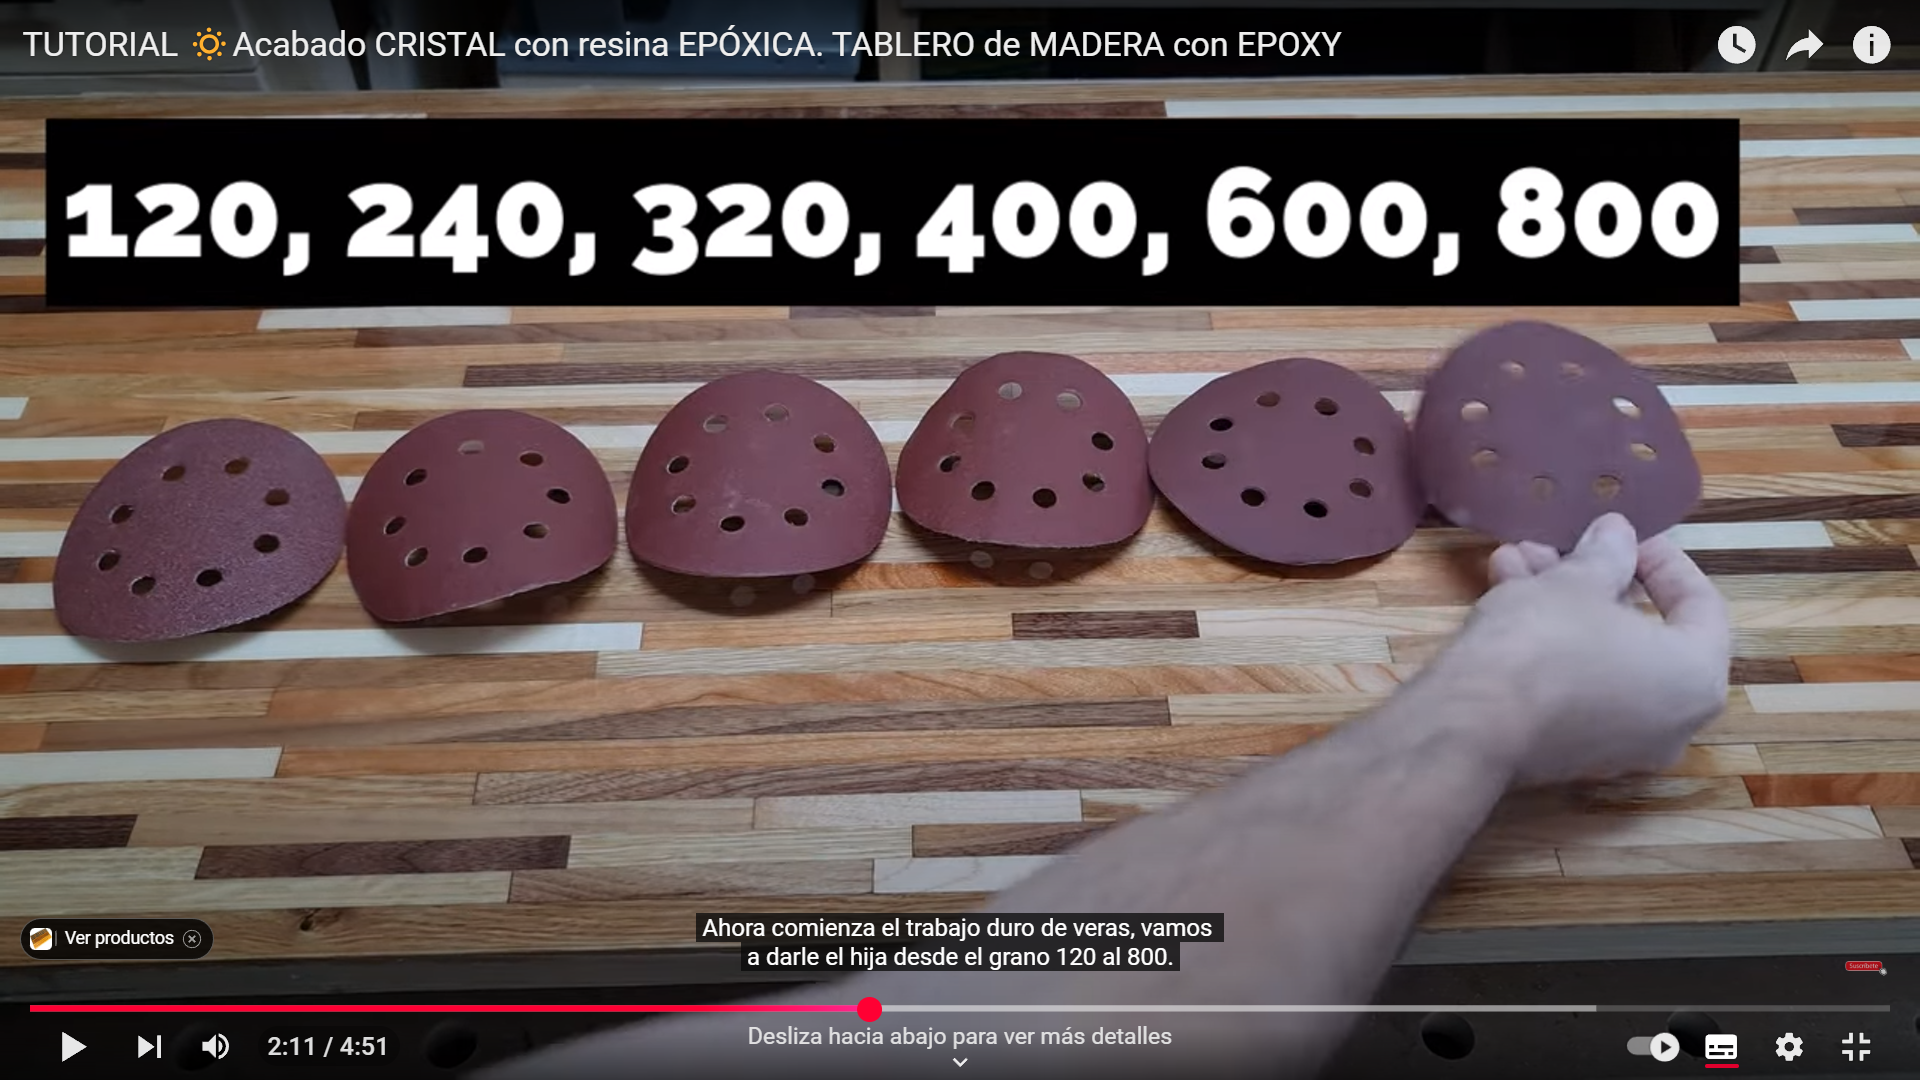 TUTORIAL 🔆 Acabado CRISTAL con resina EPÓXICA. TABLERO de MADERA con EPOXY
120, 240, 320, 400, 600, 800
Ver productos
Ahora comienza el trabajo duro de veras, vamos
a darle el hija desde el grano 120 al 800.
Suscríbete
2:11 / 4:51
Desliza hacia abajo para ver más detalles